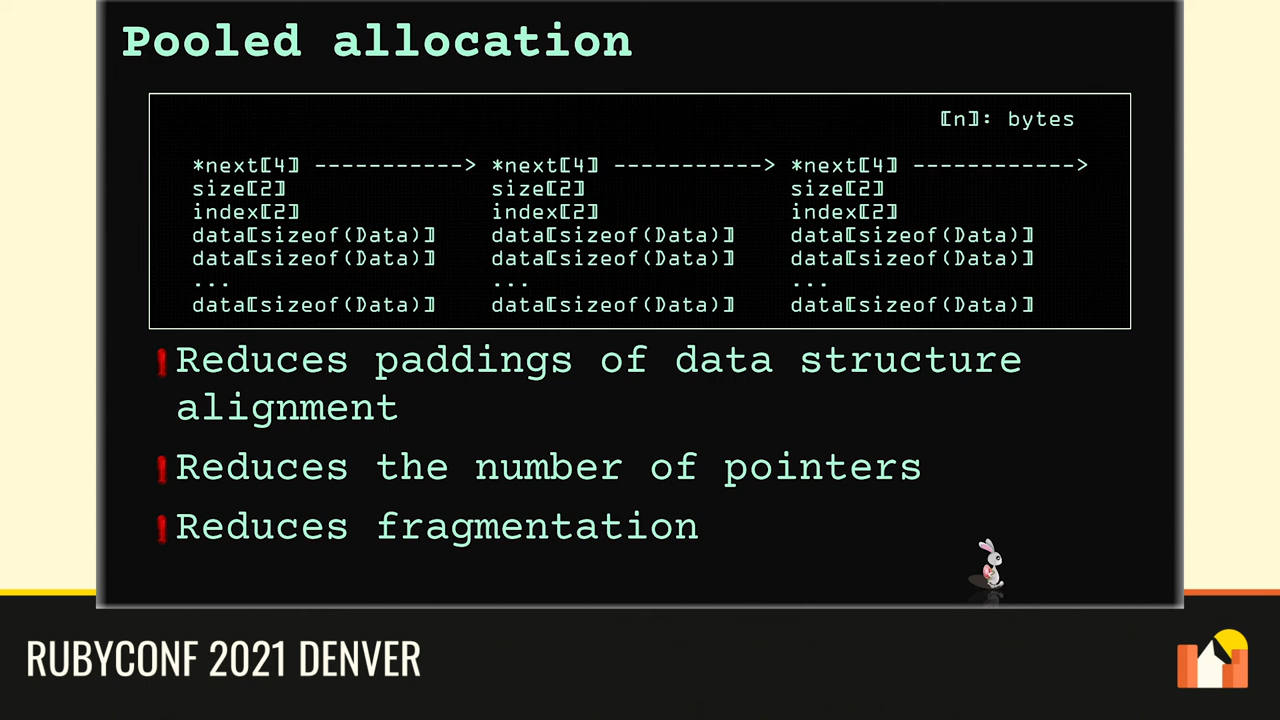 Pooled allocation
[n]: bytes
*next[4] -----------> *next[4] -----------> *next[4] ------------>
size[2] size[2] size[2]
index[2] index[2] index[2]
data[sizeof(Data)] data[sizeof(Data)] data[sizeof(Data)]
data[sizeof(Data)] data[sizeof(Data)] data[sizeof(Data)]
... ... ...
data[sizeof(Data)] data[sizeof(Data)] data[sizeof(Data)]
Reduces paddings of data structure
alignment
Reduces the number of pointers
Reduces fragmentation
RUBYCONF 2021 DENVER